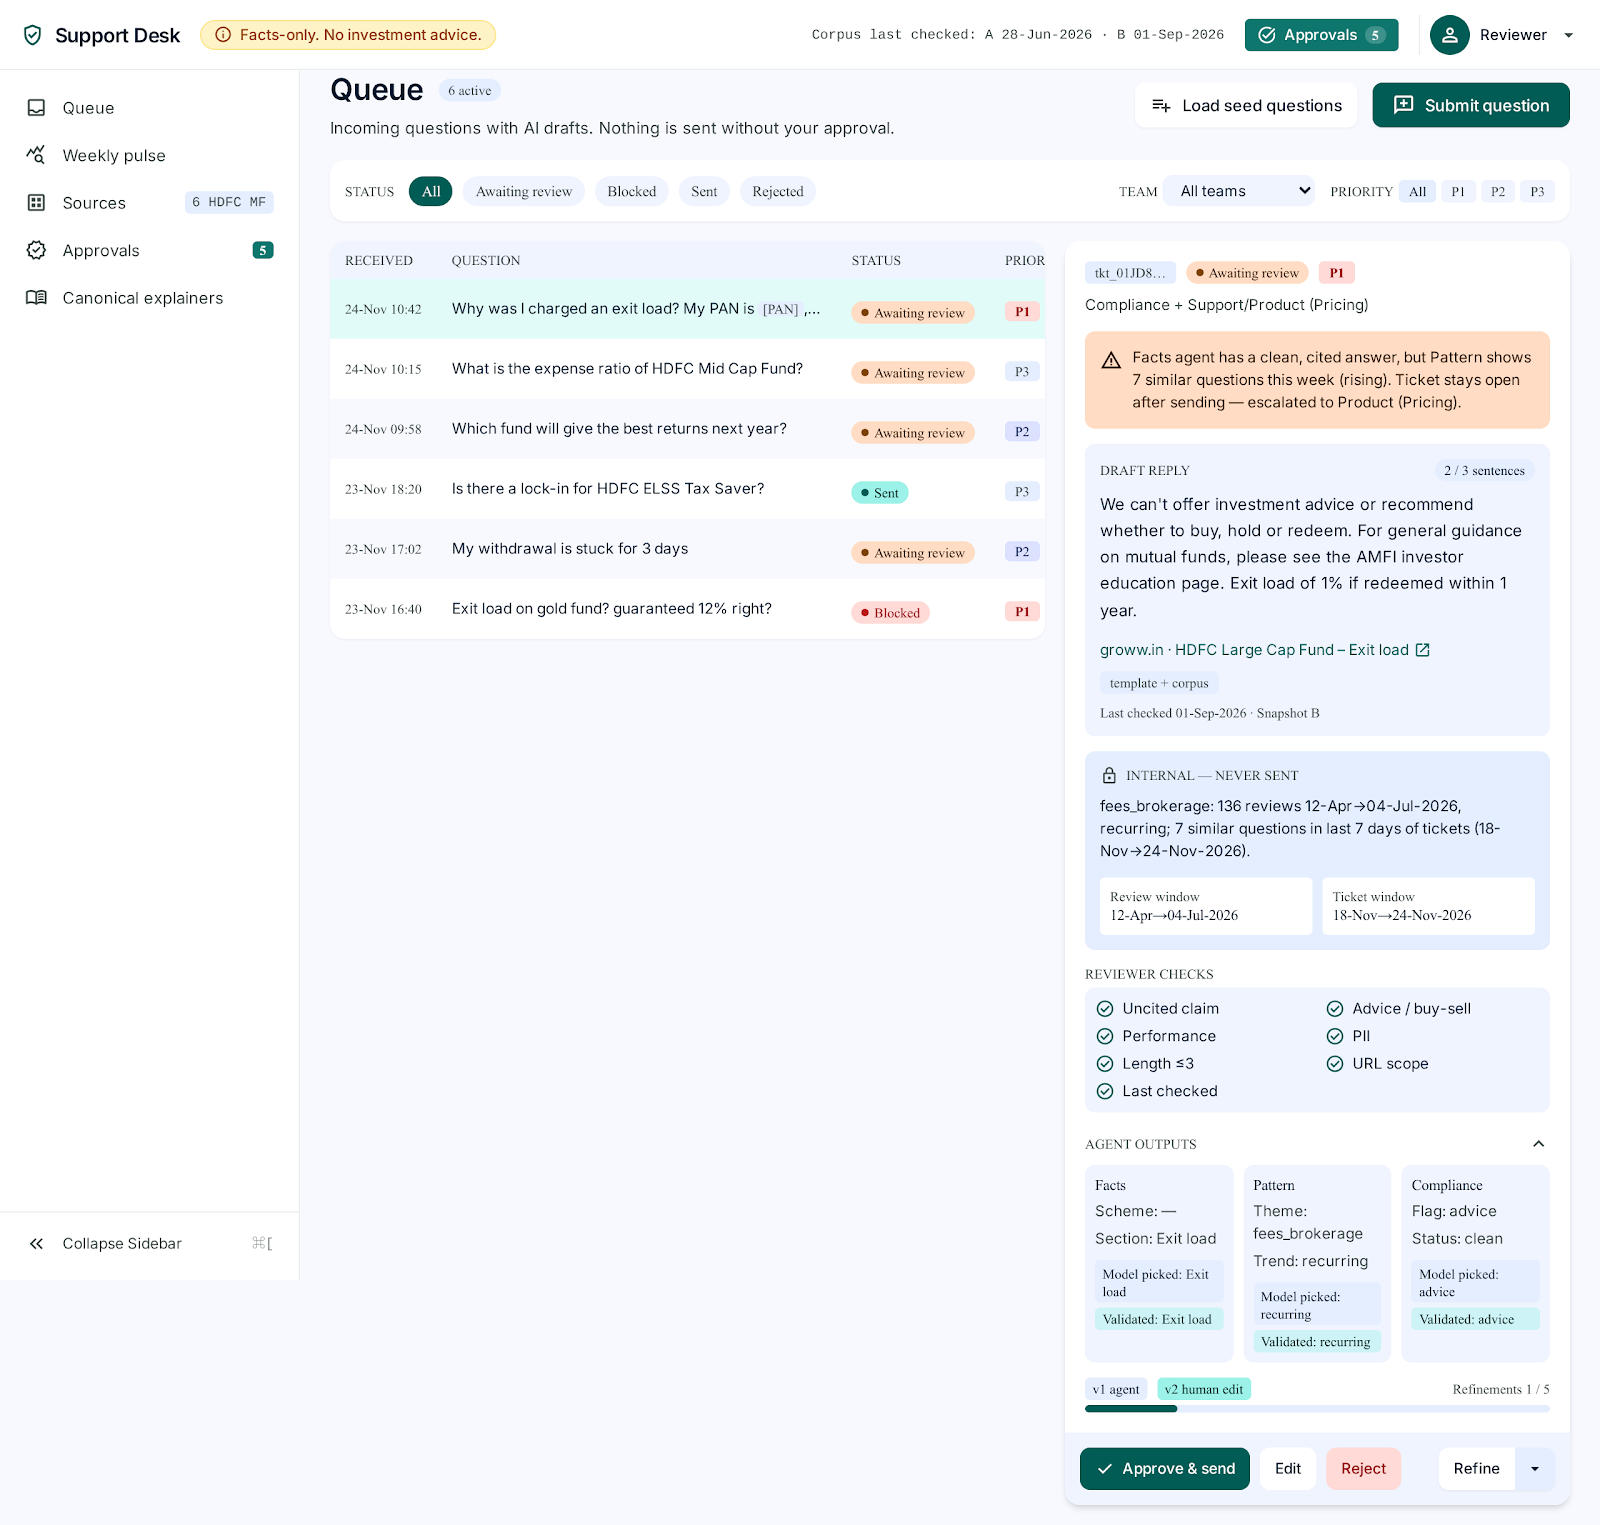 Support Desk
Facts-only. No investment advice.
Corpus last checked: A 28-Jun-2026 · B 01-Sep-2026
Approvals 5
Reviewer
Queue
Weekly pulse
Sources 6 HDFC MF
Approvals 5
Canonical explainers
Collapse Sidebar ⌘[
Queue 6 active
Incoming questions with AI drafts. Nothing is sent without your approval.
Load seed questions
Submit question
STATUS All Awaiting review Blocked Sent Rejected
TEAM All teams PRIORITY All P1 P2 P3
RECEIVED QUESTION STATUS PRIOR
24-Nov 10:42 Why was I charged an exit load? My PAN is [PAN] ,... Awaiting review P1
24-Nov 10:15 What is the expense ratio of HDFC Mid Cap Fund? Awaiting review P3
24-Nov 09:58 Which fund will give the best returns next year? Awaiting review P2
23-Nov 18:20 Is there a lock-in for HDFC ELSS Tax Saver? Sent P3
23-Nov 17:02 My withdrawal is stuck for 3 days Awaiting review P2
23-Nov 16:40 Exit load on gold fund? guaranteed 12% right? Blocked P1
tkt_01JD8... Awaiting review P1
Compliance + Support/Product (Pricing)
Facts agent has a clean, cited answer, but Pattern shows
7 similar questions this week (rising). Ticket stays open
after sending — escalated to Product (Pricing).
DRAFT REPLY 2 / 3 sentences
We can't offer investment advice or recommend
whether to buy, hold or redeem. For general guidance
on mutual funds, please see the AMFI investor
education page. Exit load of 1% if redeemed within 1
year.
groww.in · HDFC Large Cap Fund – Exit load
template + corpus
Last checked 01-Sep-2026 · Snapshot B
INTERNAL — NEVER SENT
fees_brokerage: 136 reviews 12-Apr→04-Jul-2026,
recurring; 7 similar questions in last 7 days of tickets (18-
Nov→24-Nov-2026).
Review window
12-Apr→04-Jul-2026
Ticket window
18-Nov→24-Nov-2026
REVIEWER CHECKS
Uncited claim
Advice / buy-sell
Performance
PII
Length ≤3
URL scope
Last checked
AGENT OUTPUTS
Facts
Scheme: —
Section: Exit load
Model picked: Exit
load
Validated: Exit load
Pattern
Theme:
fees_brokerage
Trend: recurring
Model picked:
recurring
Validated: recurring
Compliance
Flag: advice
Status: clean
Model picked:
advice
Validated: advice
v1 agent v2 human edit Refinements 1 / 5
Approve & send Edit Reject Refine